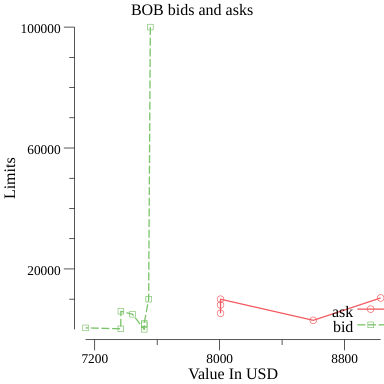 BOB bids and asks
100000
60000
20000
Limits
ask
bid
7200
8000
8800
Value In USD